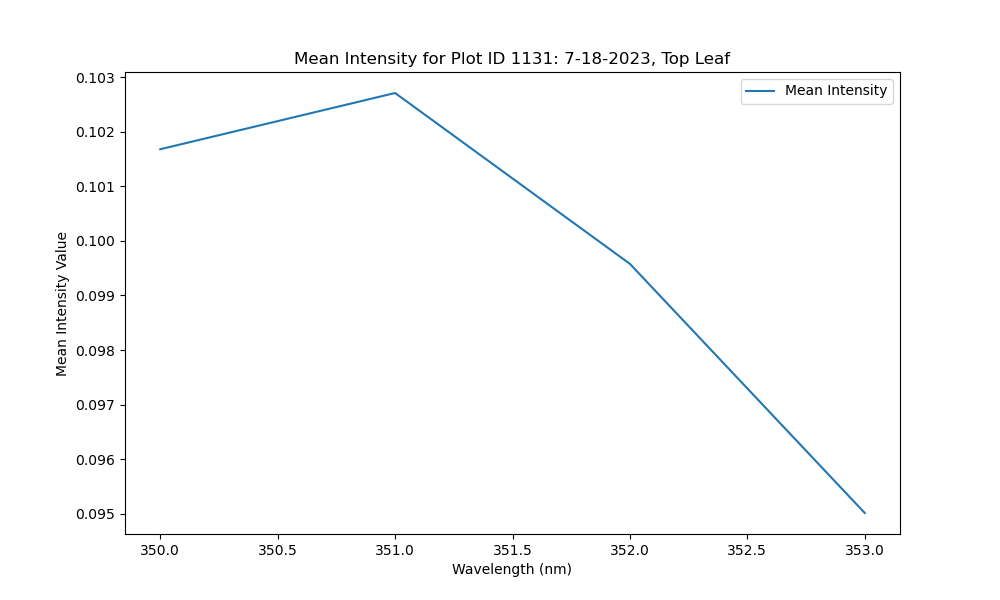 Mean Intensity for Plot ID 1131: 7-18-2023, Top Leaf
Mean Intensity
0.103
0.102
0.101
0.100
0.099
0.098
0.097
0.096
0.095
Mean Intensity Value
350.0 350.5 351.0 351.5 352.0 352.5 353.0
Wavelength (nm)